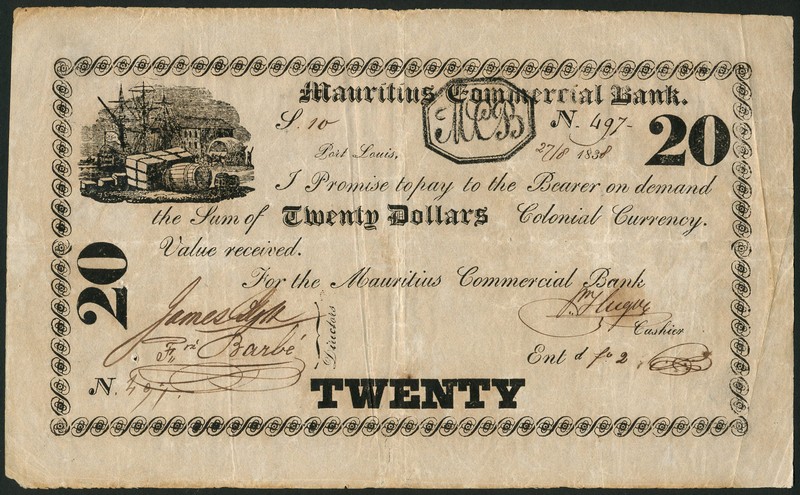 Mauritius Commercial Bank.
S. 10
MCB
N. 497-
20
Port Louis,
27/8 1838
I Promise to pay to the Bearer on demand
the Sum of Twenty Dollars Colonial Currency.
Value received.
20
For the Mauritius Commercial Bank
James
Barbé
Directors
Cashier
Ent d fo 2
N. 497.
TWENTY